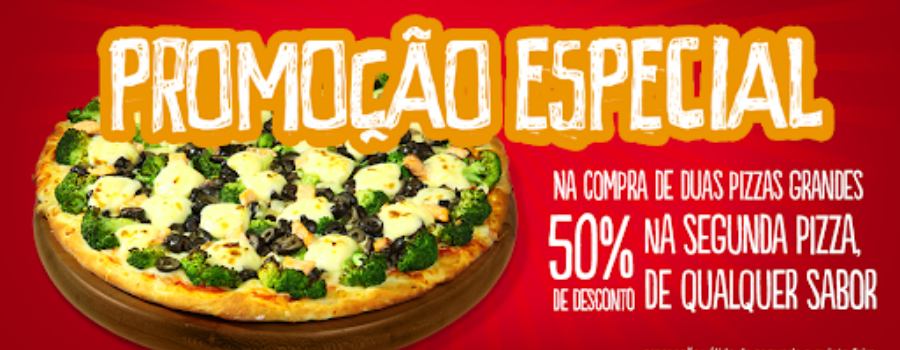 PROMOÇÃO ESPECIAL
NA COMPRA DE DUAS PIZZAS GRANDES
50% NA SEGUNDA PIZZA,
DE DESCONTO DE QUALQUER SABOR